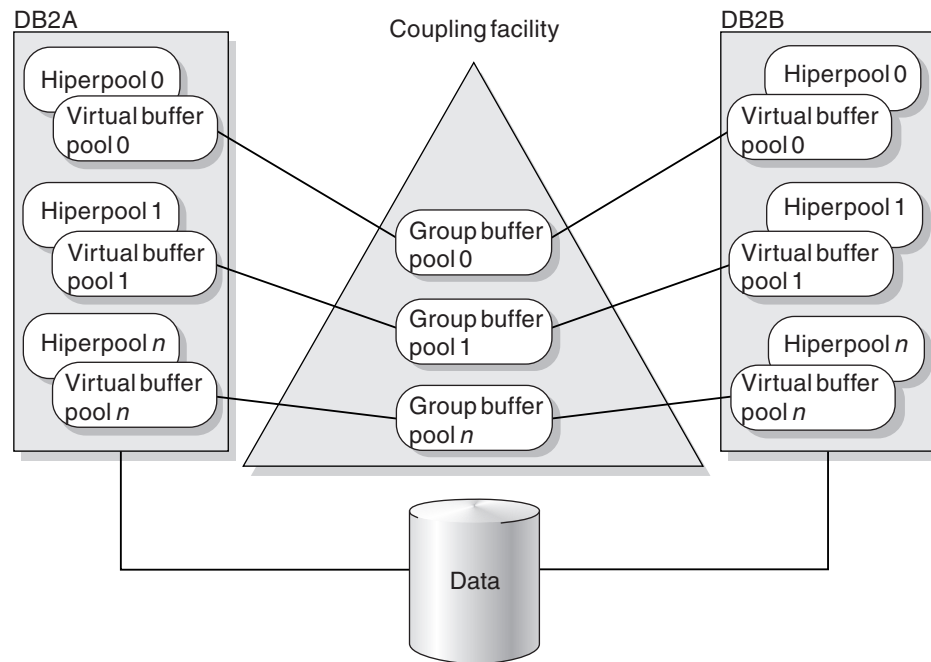 DB2A
Hiperpool 0
Virtual buffer
pool 0
Hiperpool 1
Virtual buffer
pool 1
Hiperpool n
Virtual buffer
pool n
Coupling facility
Group buffer
pool 0
Group buffer
pool 1
Group buffer
pool n
DB2B
Hiperpool 0
Virtual buffer
pool 0
Hiperpool 1
Virtual buffer
pool 1
Hiperpool n
Virtual buffer
pool n
Data